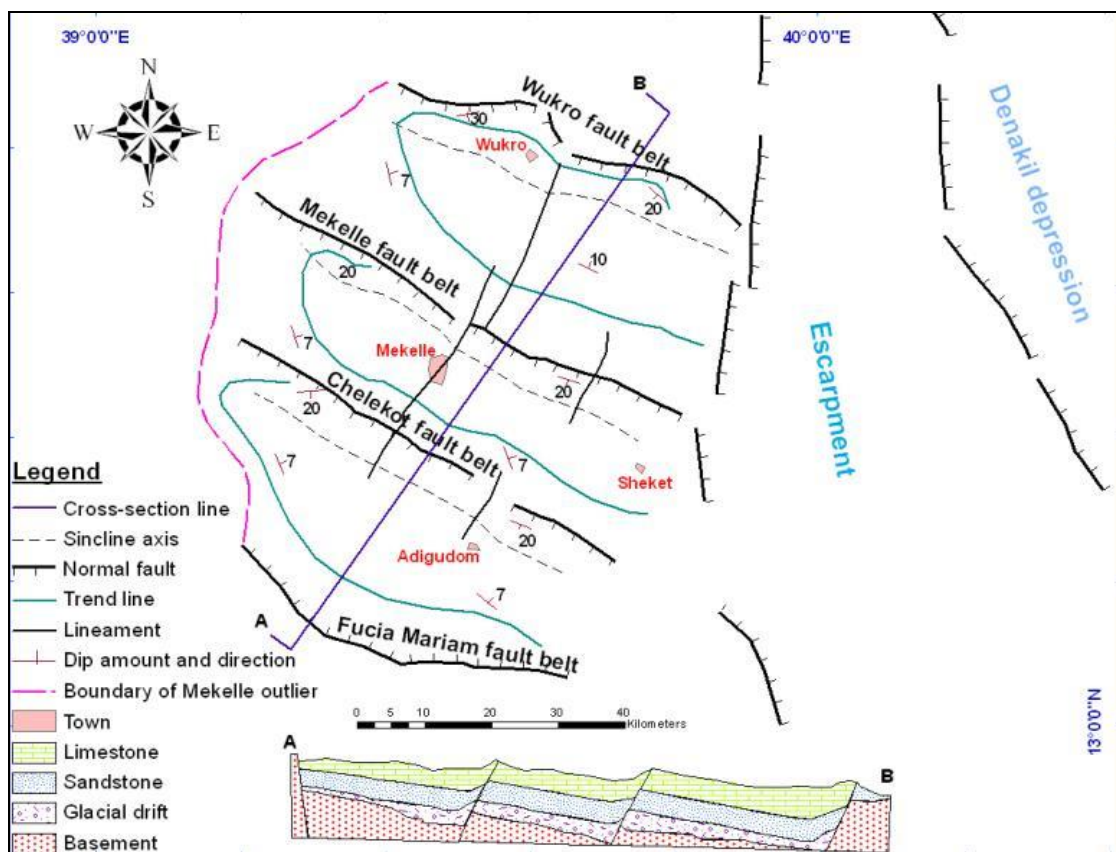 39°0'0"E
40°0'0"E
N
W
E
S
B
30
Wukro fault belt
Wukro
Denakil depression
7
20
Mekelle fault belt
10
20
Escarpment
7
Mekelle
20
Chelekot fault belt
20
7
7
Sheket
20
Adigudom
7
A
Fucia Mariam fault belt
13°0'0"N
Legend
Cross-section line
Sincline axis
Normal fault
Trend line
Lineament
Dip amount and direction
Boundary of Mekelle outlier
Town
Limestone
Sandstone
Glacial drift
Basement
0 5 10 20 30 40
Kilometers
A
B